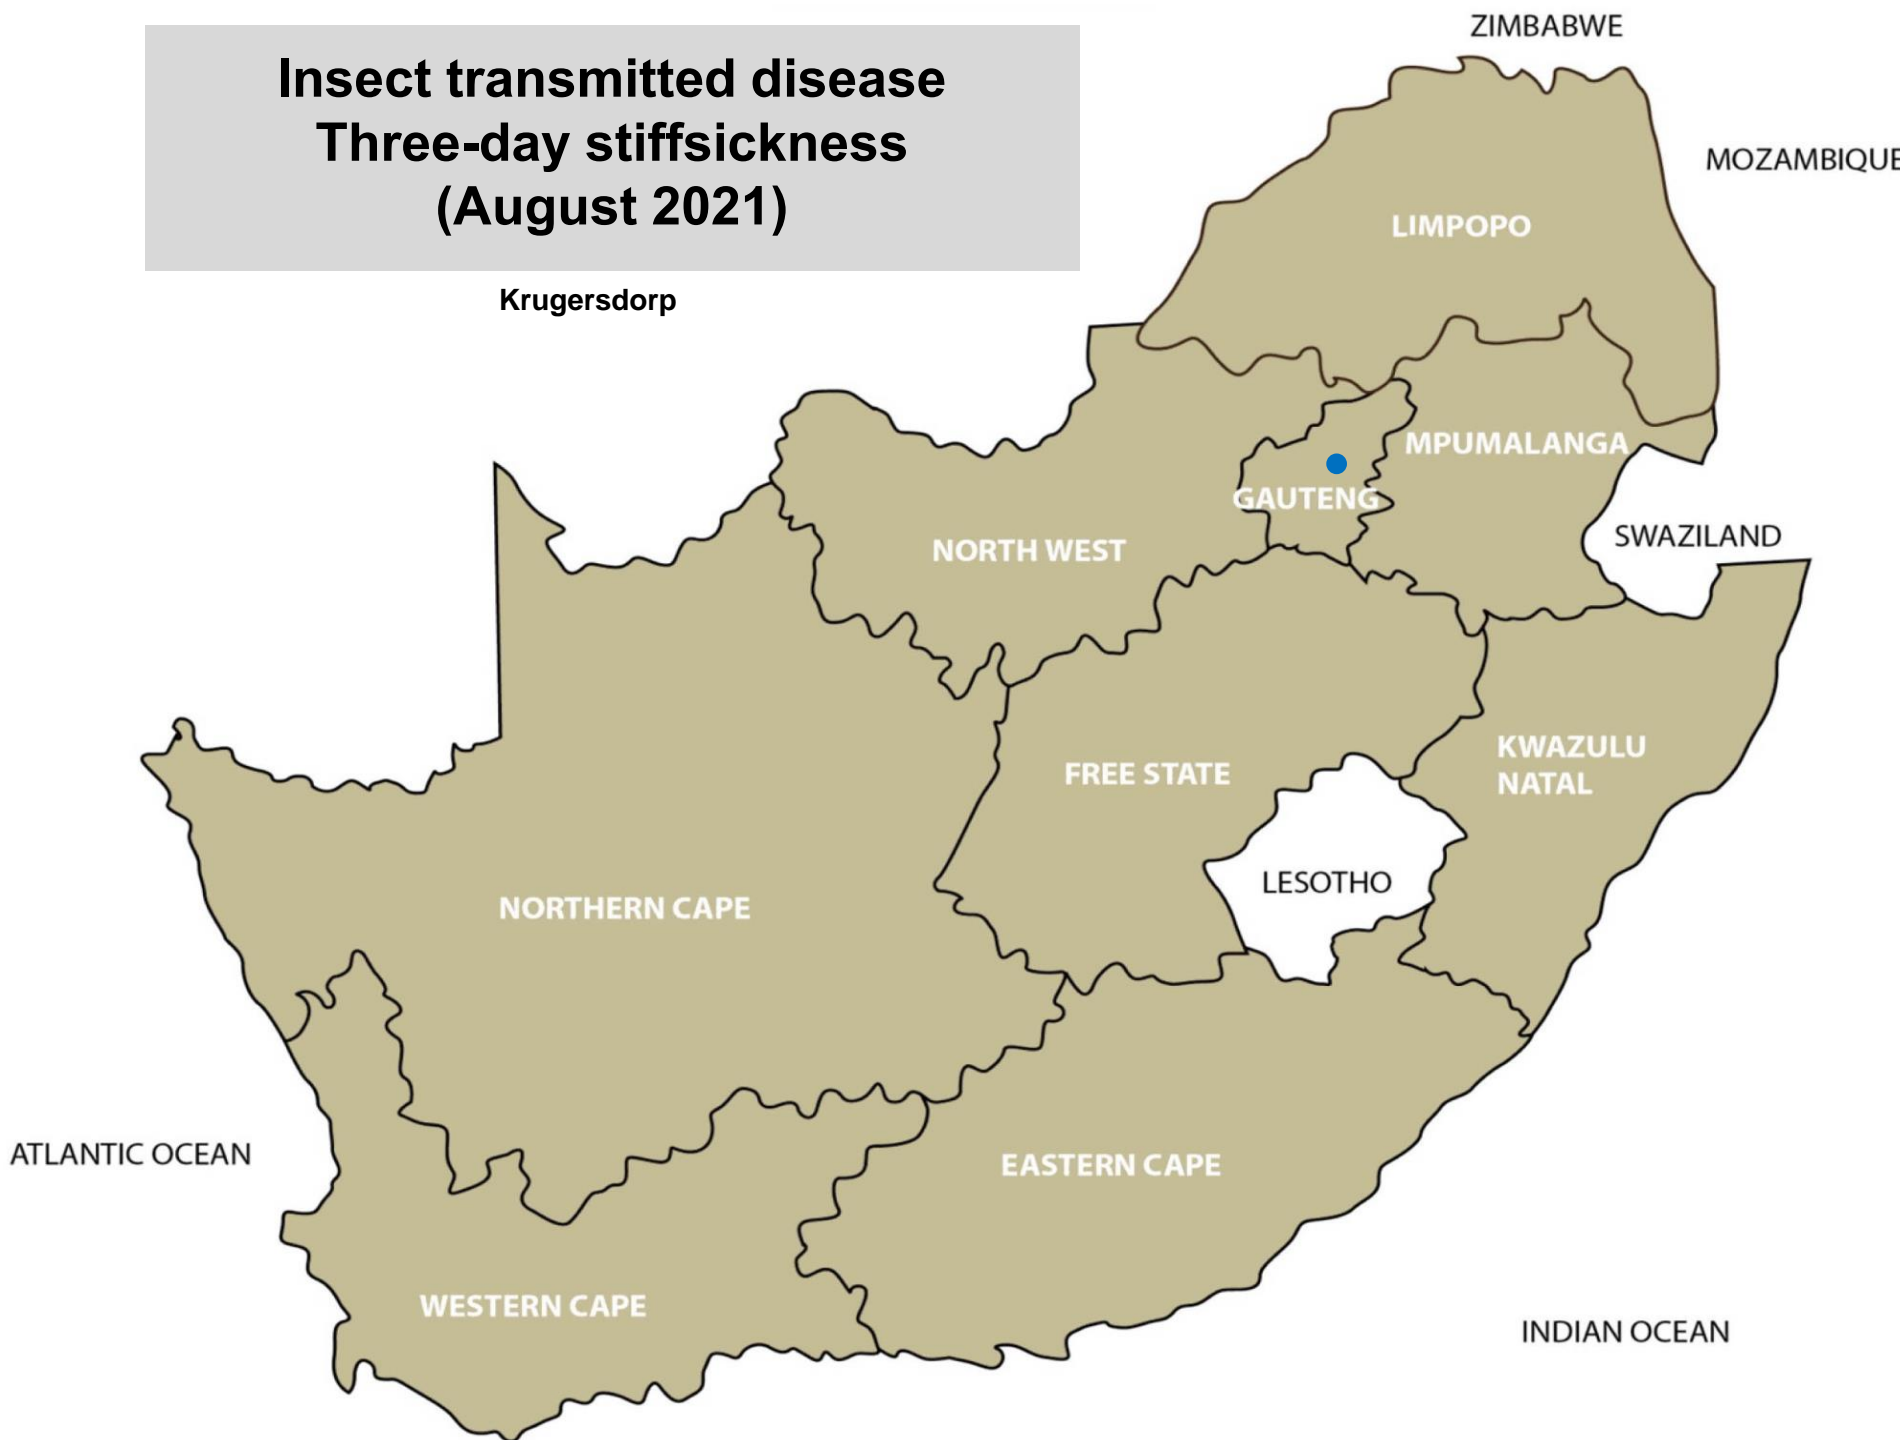 Insect transmitted disease
Three-day stiffsickness
(August 2021)
Krugersdorp
ZIMBABWE
MOZAMBIQUE
LIMPOPO
MPUMALANGA
GAUTENG
SWAZILAND
NORTH WEST
KWAZULU
NATAL
FREE STATE
LESOTHO
NORTHERN CAPE
ATLANTIC OCEAN
EASTERN CAPE
WESTERN CAPE
INDIAN OCEAN